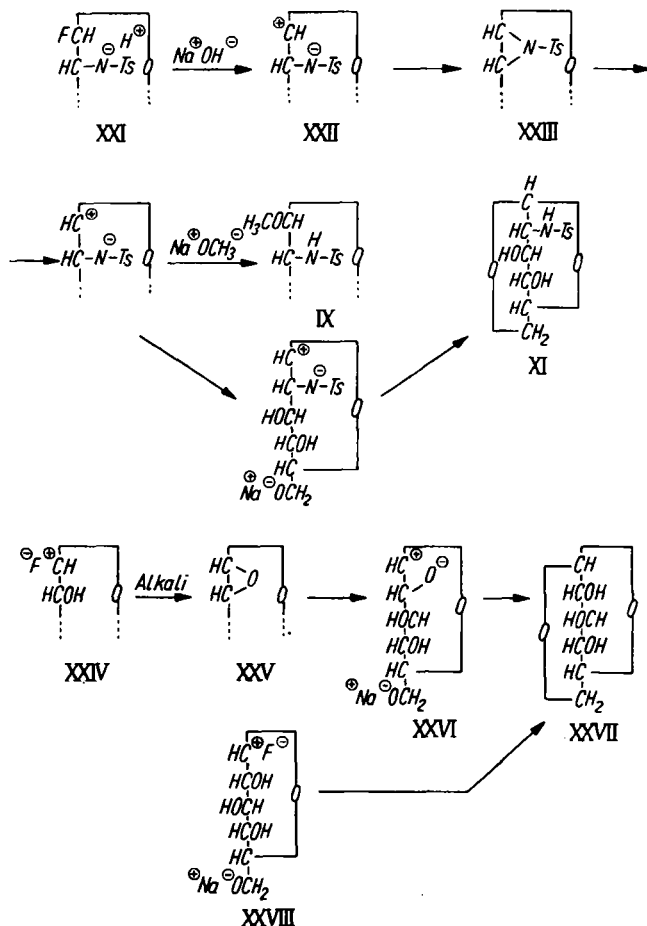 FCH H⊕
HC–N⊖–Ts O
XXI
Na⊕OH⊖
⊕CH
HC–N⊖–Ts O
XXII
HC
N–Ts O
HC
XXIII
HC⊕
HC–N⊖–Ts O
Na⊕OCH3⊖
H3COCH
H
HC–N–Ts O
IX
H
C
H
HC–N–Ts
HOCH
O O
HCOH
HC
CH2
XI
HC⊕
HC–N⊖–Ts
HOCH O
HCOH
HC
⊕Na⊖OCH2
⊖F⊕CH
HCOH O
XXIV
Alkali
HC
O O
HC
XXV
HC⊕ O⊖
HC
HOCH O
HCOH
HC
⊕Na⊖OCH2
XXVI
CH
HCOH
HOCH
O O
HCOH
HC
CH2
XXVII
HC⊕F⊖
HCOH
HOCH O
HCOH
HC
⊕Na⊖OCH2
XXVIII